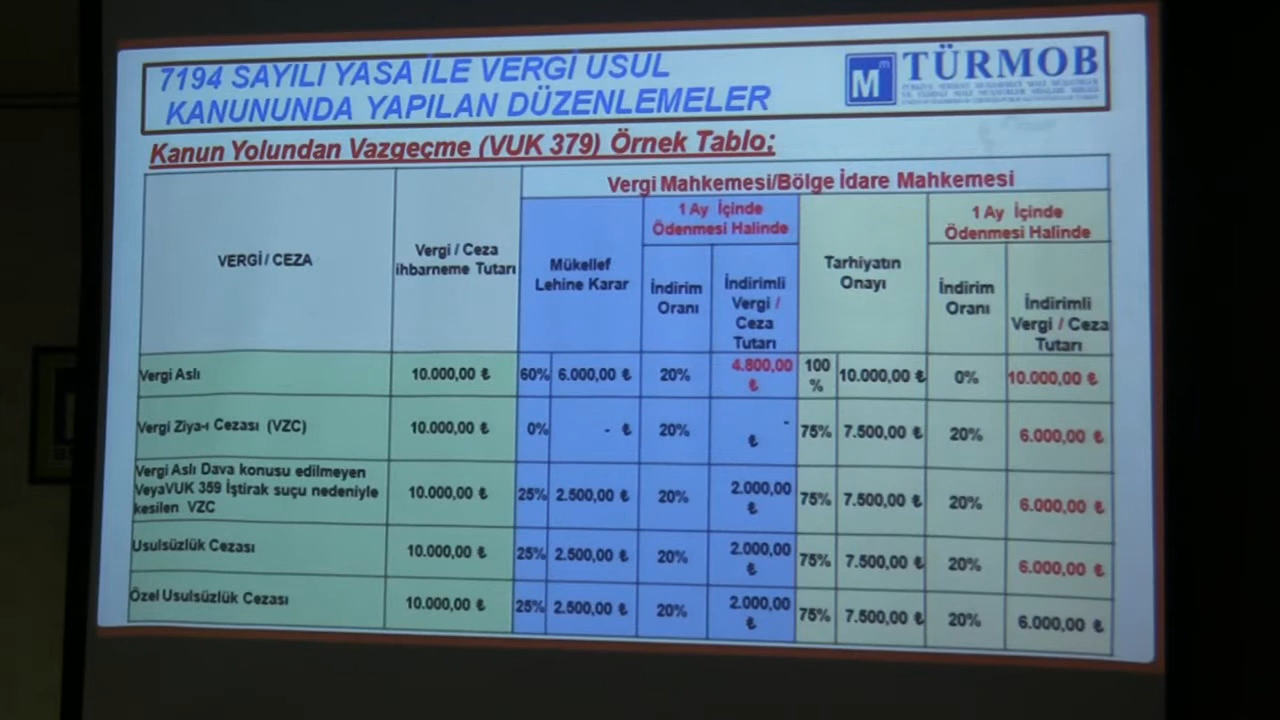 7194 SAYILI YASA İLE VERGİ USUL
KANUNUNDA YAPILAN DÜZENLEMELER
M m TÜRMOB
Kanun Yolundan Vazgeçme (VUK 379) Örnek Tablo;
Vergi Mahkemesi/Bölge İdare Mahkemesi
VERGİ / CEZA
Vergi / Ceza
ihbarneme Tutarı
Mükellef
Lehine Karar
1 Ay İçinde
Ödenmesi Halinde
İndirim
Oranı
İndirimli
Vergi /
Ceza
Tutarı
Tarhiyatın
Onayı
1 Ay İçinde
Ödenmesi Halinde
İndirim
Oranı
İndirimli
Vergi / Ceza
Tutarı
Vergi Aslı 10.000,00 ₺ 60% 6.000,00 ₺ 20% 4.800,00 ₺ 100 % 10.000,00 ₺ 0% 10.000,00 ₺
Vergi Ziya-ı Cezası (VZC) 10.000,00 ₺ 0% - ₺ 20% - ₺ 75% 7.500,00 ₺ 20% 6.000,00 ₺
Vergi Aslı Dava konusu edilmeyen
VeyaVUK 359 İştirak suçu nedeniyle
kesilen VZC 10.000,00 ₺ 25% 2.500,00 ₺ 20% 2.000,00 ₺ 75% 7.500,00 ₺ 20% 6.000,00 ₺
Usulsüzlük Cezası 10.000,00 ₺ 25% 2.500,00 ₺ 20% 2.000,00 ₺ 75% 7.500,00 ₺ 20% 6.000,00 ₺
Özel Usulsüzlük Cezası 10.000,00 ₺ 25% 2.500,00 ₺ 20% 2.000,00 ₺ 75% 7.500,00 ₺ 20% 6.000,00 ₺